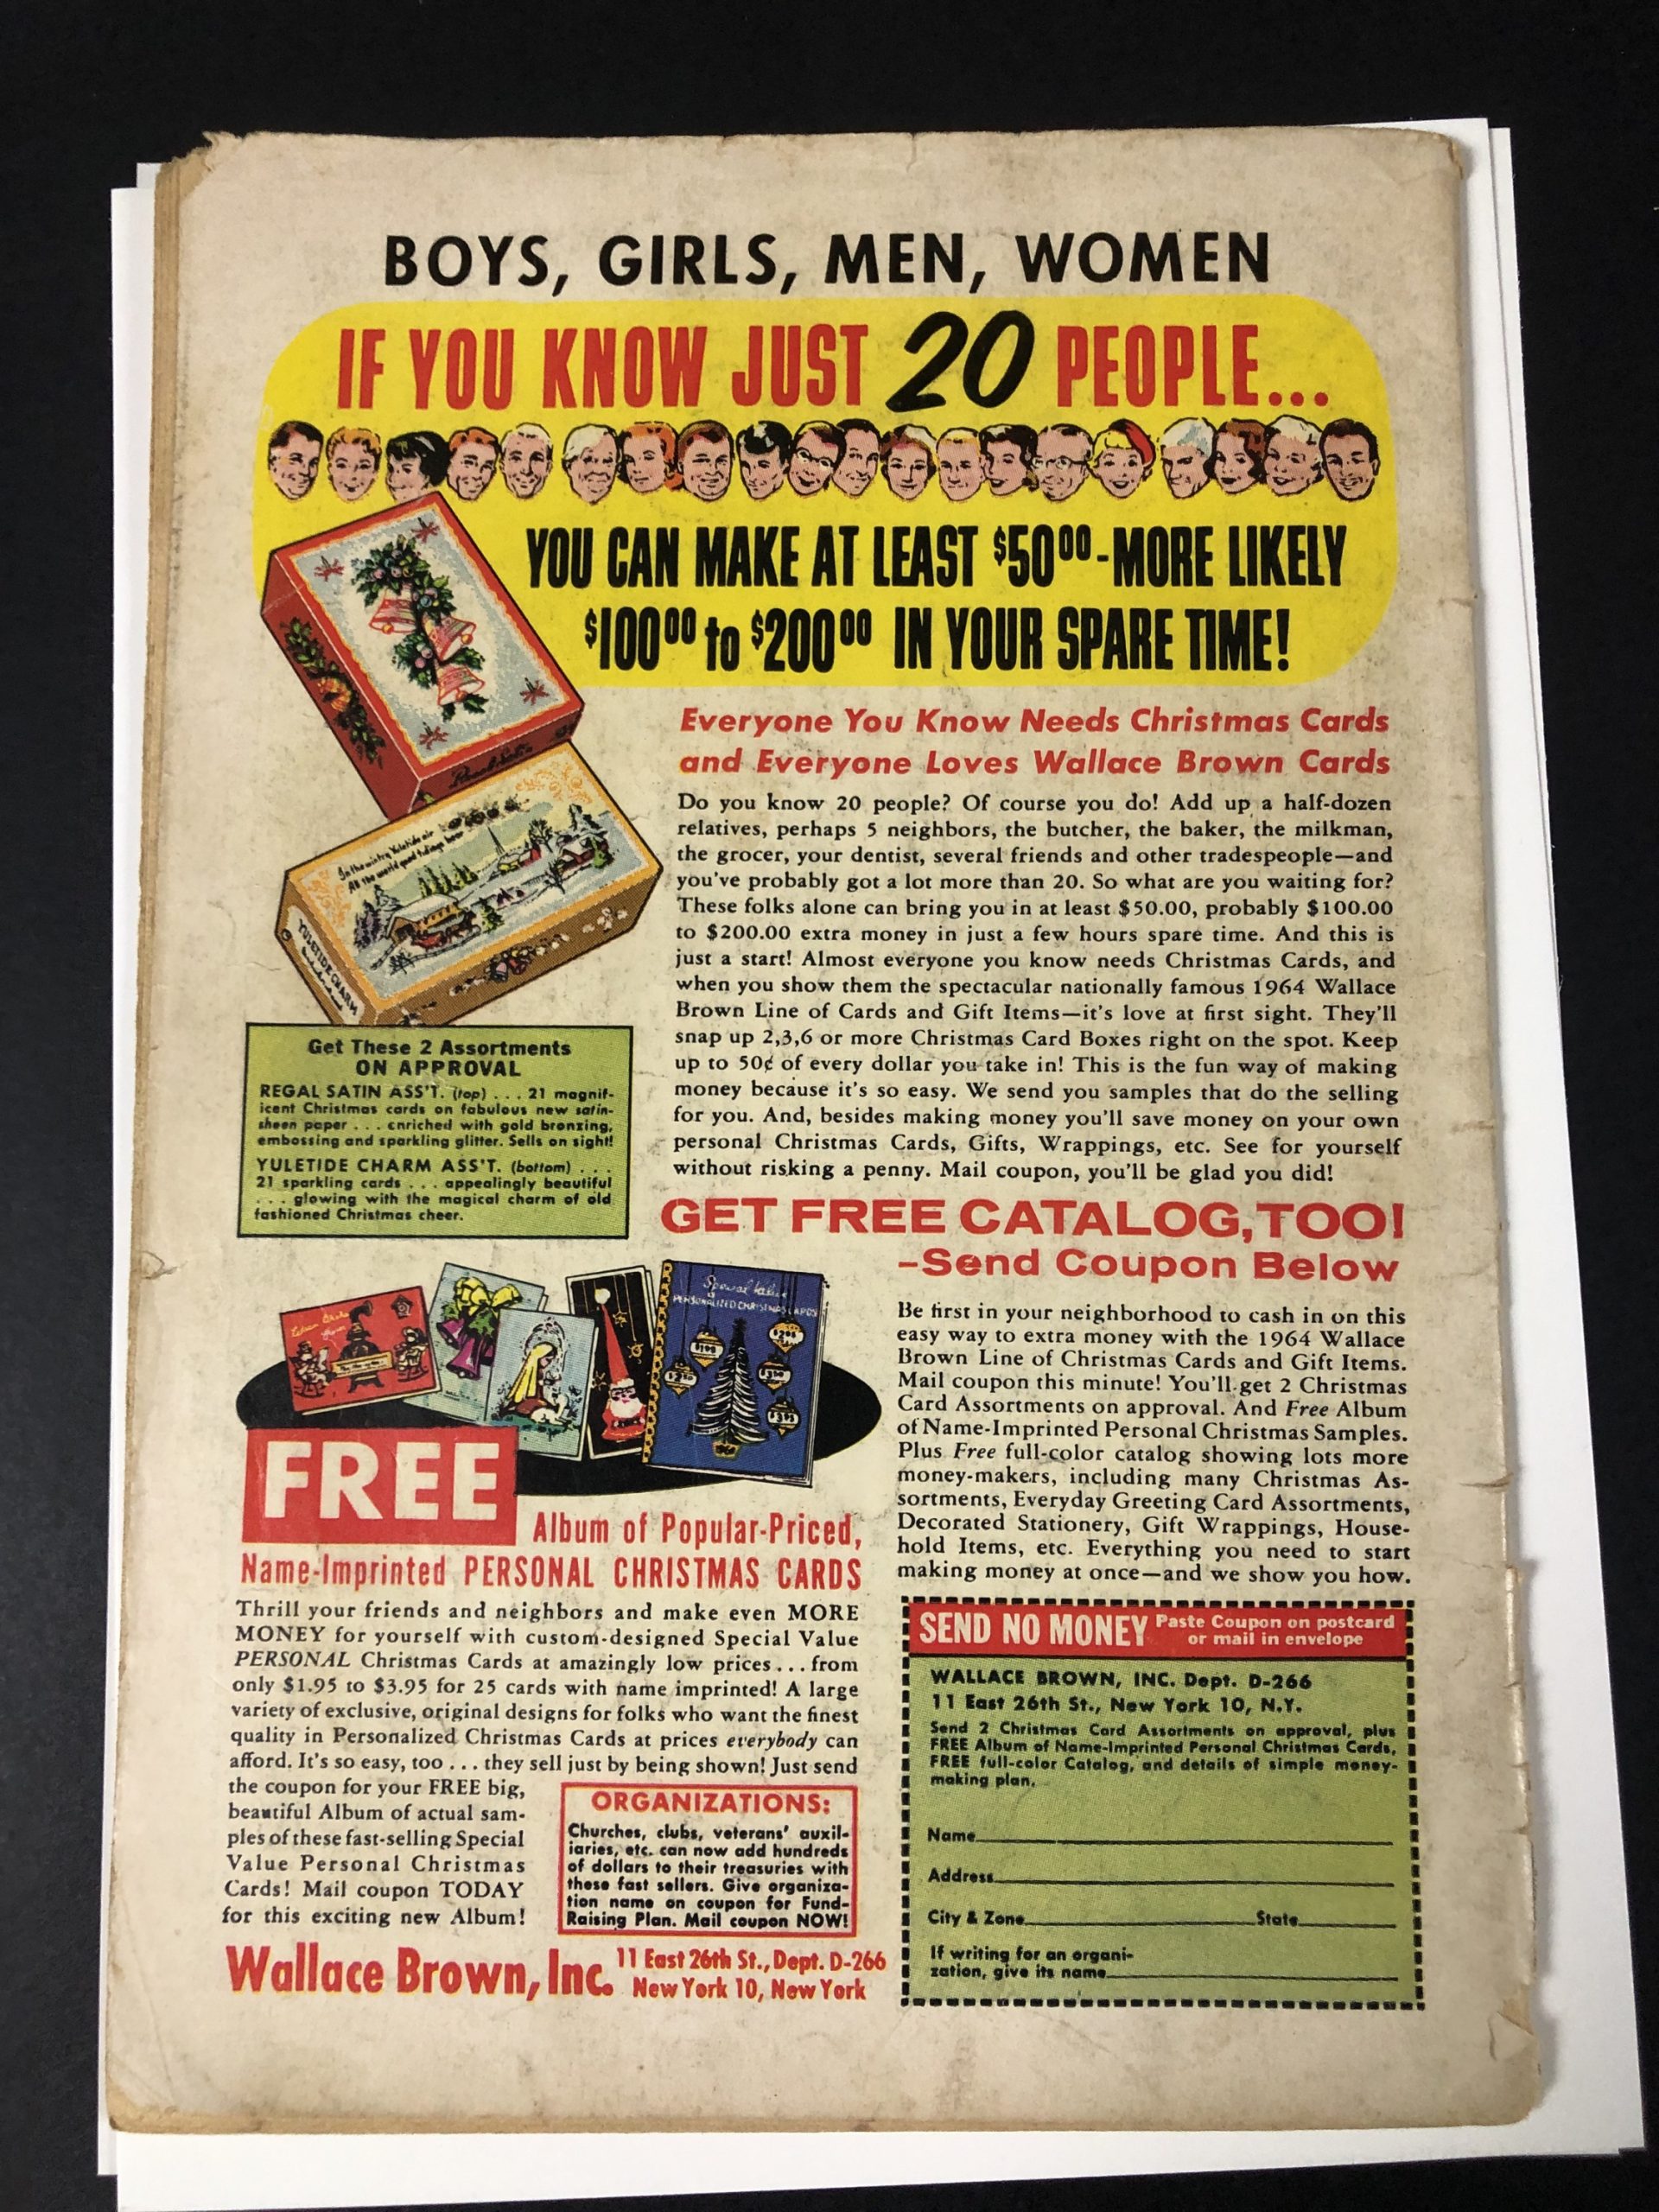 BOYS, GIRLS, MEN, WOMEN
IF YOU KNOW JUST 20 PEOPLE...
YOU CAN MAKE AT LEAST $50⁰⁰-MORE LIKELY
$100⁰⁰ to $200⁰⁰ IN YOUR SPARE TIME!
Regal Satin
In the wintry Yuletide air
All the world good tidings bear
YULETIDE CHARM
Everyone You Know Needs Christmas Cards
and Everyone Loves Wallace Brown Cards
Do you know 20 people? Of course you do! Add up a half-dozen
relatives, perhaps 5 neighbors, the butcher, the baker, the milkman,
the grocer, your dentist, several friends and other tradespeople—and
you've probably got a lot more than 20. So what are you waiting for?
These folks alone can bring you in at least $50.00, probably $100.00
to $200.00 extra money in just a few hours spare time. And this is
just a start! Almost everyone you know needs Christmas Cards, and
when you show them the spectacular nationally famous 1964 Wallace
Brown Line of Cards and Gift Items—it's love at first sight. They'll
snap up 2,3,6 or more Christmas Card Boxes right on the spot. Keep
up to 50¢ of every dollar you take in! This is the fun way of making
money because it's so easy. We send you samples that do the selling
for you. And, besides making money you'll save money on your own
personal Christmas Cards, Gifts, Wrappings, etc. See for yourself
without risking a penny. Mail coupon, you'll be glad you did!
Get These 2 Assortments
ON APPROVAL
REGAL SATIN ASS'T. (top) . . . 21 magnif-
icent Christmas cards on fabulous new satin-
sheen paper . . . enriched with gold bronzing,
embossing and sparkling glitter. Sells on sight!
YULETIDE CHARM ASS'T. (bottom) . . .
21 sparkling cards . . . appealingly beautiful
. . . glowing with the magical charm of old
fashioned Christmas cheer.
GET FREE CATALOG, TOO!
–Send Coupon Below
Be first in your neighborhood to cash in on this
easy way to extra money with the 1964 Wallace
Brown Line of Christmas Cards and Gift Items.
Mail coupon this minute! You'll get 2 Christmas
Card Assortments on approval. And Free Album
of Name-Imprinted Personal Christmas Samples.
Plus Free full-color catalog showing lots more
money-makers, including many Christmas As-
sortments, Everyday Greeting Card Assortments,
Decorated Stationery, Gift Wrappings, House-
hold Items, etc. Everything you need to start
making money at once—and we show you how.
Special Value
PERSONALIZED CHRISTMAS CARDS
$1.95
$2.95
$3.95
FREE
Album of Popular-Priced,
Name-Imprinted PERSONAL CHRISTMAS CARDS
Thrill your friends and neighbors and make even MORE
MONEY for yourself with custom-designed Special Value
PERSONAL Christmas Cards at amazingly low prices . . . from
only $1.95 to $3.95 for 25 cards with name imprinted! A large
variety of exclusive, original designs for folks who want the finest
quality in Personalized Christmas Cards at prices everybody can
afford. It's so easy, too . . . they sell just by being shown! Just send
the coupon for your FREE big,
beautiful Album of actual sam-
ples of these fast-selling Special
Value Personal Christmas
Cards! Mail coupon TODAY
for this exciting new Album!
ORGANIZATIONS:
Churches, clubs, veterans' auxil-
iaries, etc. can now add hundreds
of dollars to their treasuries with
these fast sellers. Give organiza-
tion name on coupon for Fund-
Raising Plan. Mail coupon NOW!
Wallace Brown, Inc. 11 East 26th St., Dept. D-266
New York 10, New York
SEND NO MONEY Paste Coupon on postcard
or mail in envelope
WALLACE BROWN, INC. Dept. D-266
11 East 26th St., New York 10, N.Y.
Send 2 Christmas Card Assortments on approval, plus
FREE Album of Name-Imprinted Personal Christmas Cards,
FREE full-color Catalog, and details of simple money-
making plan.
Name
Address
City & Zone State
If writing for an organi-
zation, give its name